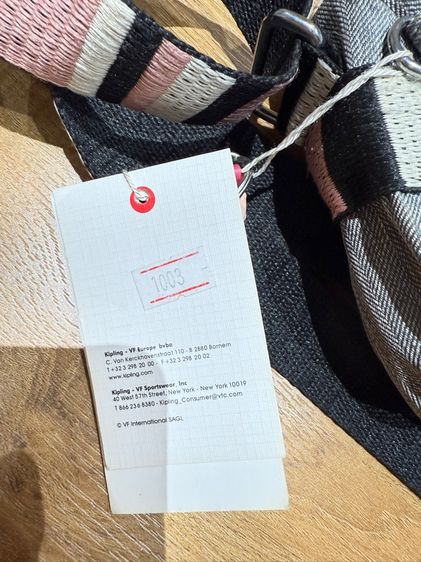 1003
Kipling - VF Europe bvba
C. Van Kerckhovenstraat 110 - B 2880 Bornem
T +32 3 298 20 00 - F +32 3 298 20 02
www.kipling.com
Kipling - VF Sportswear, Inc
40 West 57th Street, New York - New York 10019
1 866 236 8380 - Kipling_Consumer@vfc.com
© VF International SAGL